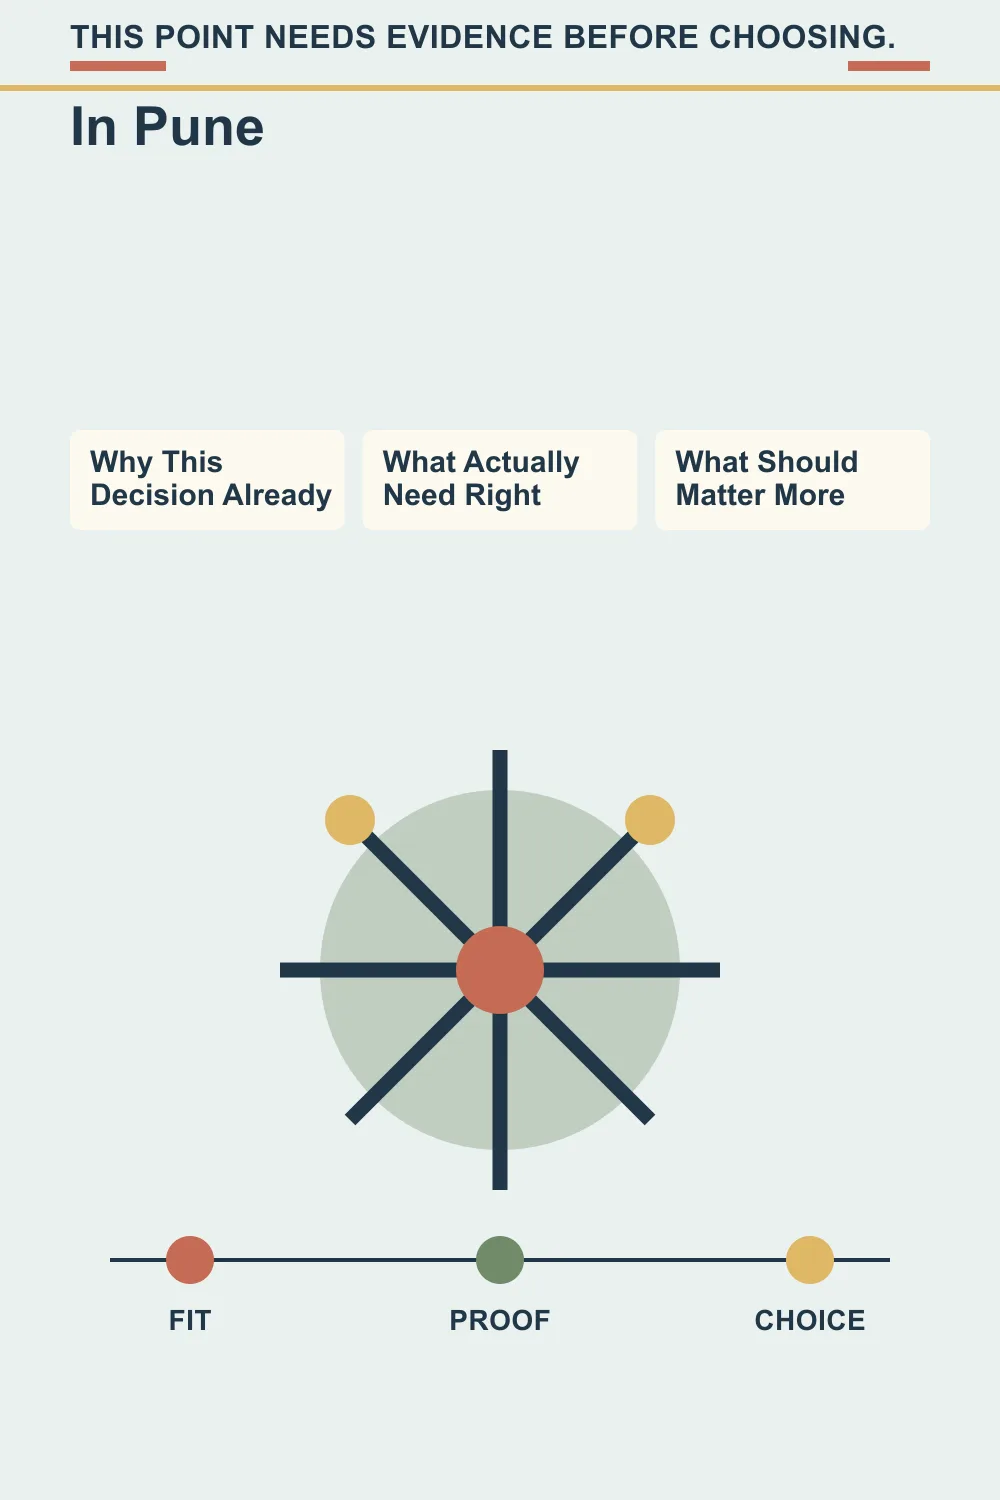 THIS POINT NEEDS EVIDENCE BEFORE CHOOSING.
In Pune
Why This
Decision Already
What Actually
Need Right
What Should
Matter More
FIT
PROOF
CHOICE